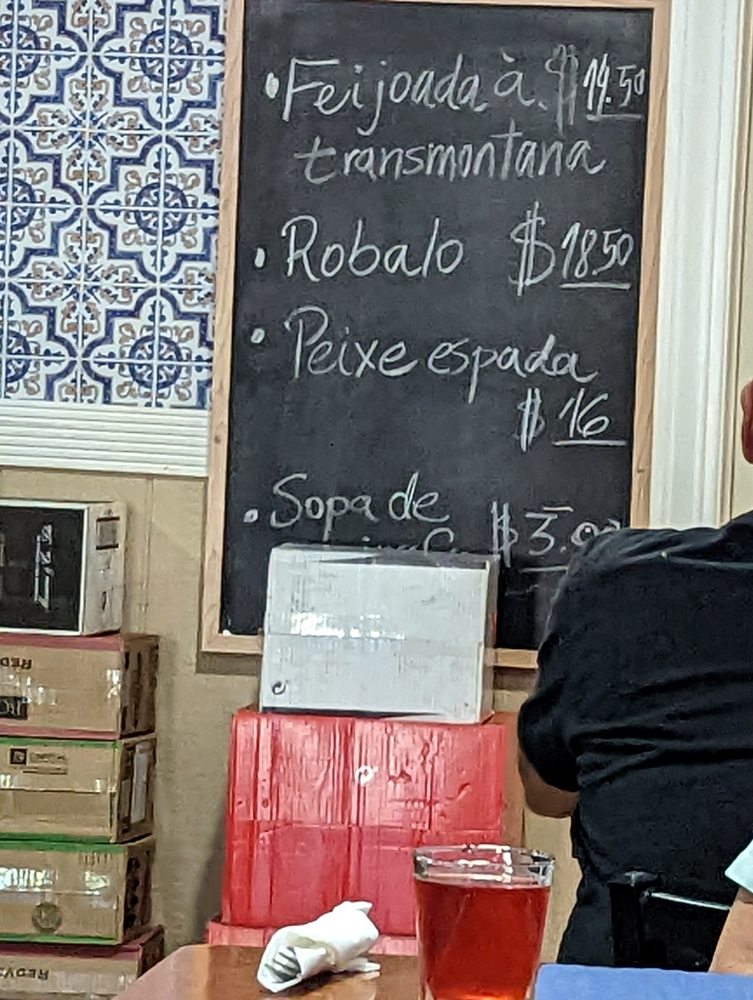 • Feijoada à. $14.50
transmontana
• Robalo $18.50
• Peixe espada
$16
• Sopa de $3.00